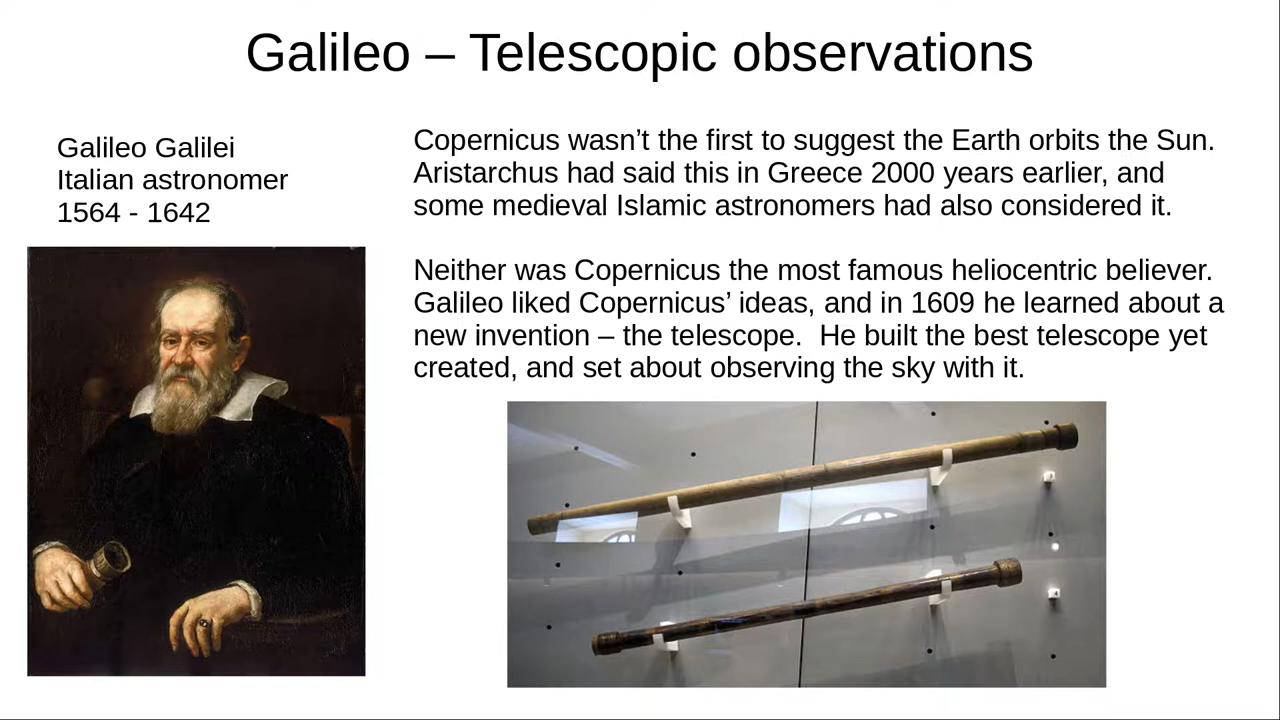 Galileo – Telescopic observations
Galileo Galilei
Italian astronomer
1564 - 1642
Copernicus wasn’t the first to suggest the Earth orbits the Sun.
Aristarchus had said this in Greece 2000 years earlier, and
some medieval Islamic astronomers had also considered it.
Neither was Copernicus the most famous heliocentric believer.
Galileo liked Copernicus’ ideas, and in 1609 he learned about a
new invention – the telescope.  He built the best telescope yet
created, and set about observing the sky with it.